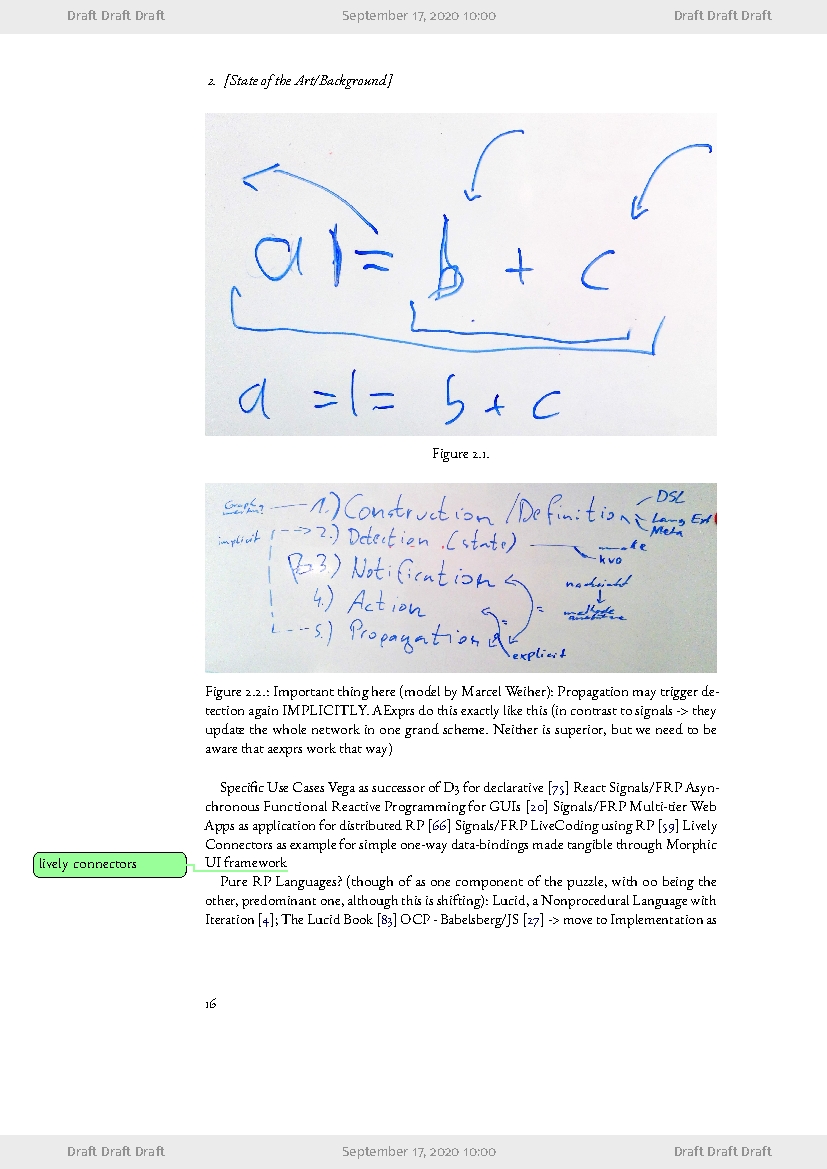 Draft Draft Draft September 17, 2020 10:00 Draft Draft Draft
2. [State of the Art/Background]
a |= b + c
a =|= b + c
Figure 2.1.
1.) Construction / Definition
DSL
Lang Ext
Meta
implicit
2.) Detection (state)
kvo
3.) Notification
nachricht
4.) Action
5.) Propagation
explicit
Figure 2.2.: Important thing here (model by Marcel Weiher): Propagation may trigger de-
tection again IMPLICITLY. AExprs do this exactly like this (in contrast to signals -> they
update the whole network in one grand scheme. Neither is superior, but we need to be
aware that aexprs work that way)
Specific Use Cases Vega as successor of D3 for declarative [75] React Signals/FRP Asyn-
chronous Functional Reactive Programming for GUIs [20] Signals/FRP Multi-tier Web
Apps as application for distributed RP [66] Signals/FRP LiveCoding using RP [59] Lively
Connectors as example for simple one-way data-bindings made tangible through Morphic
lively connectors
UI framework
Pure RP Languages? (though of as one component of the puzzle, with oo being the
other, predominant one, although this is shifting): Lucid, a Nonprocedural Language with
Iteration [4]; The Lucid Book [83] OCP - Babelsberg/JS [27] -> move to Implementation as
16
Draft Draft Draft September 17, 2020 10:00 Draft Draft Draft